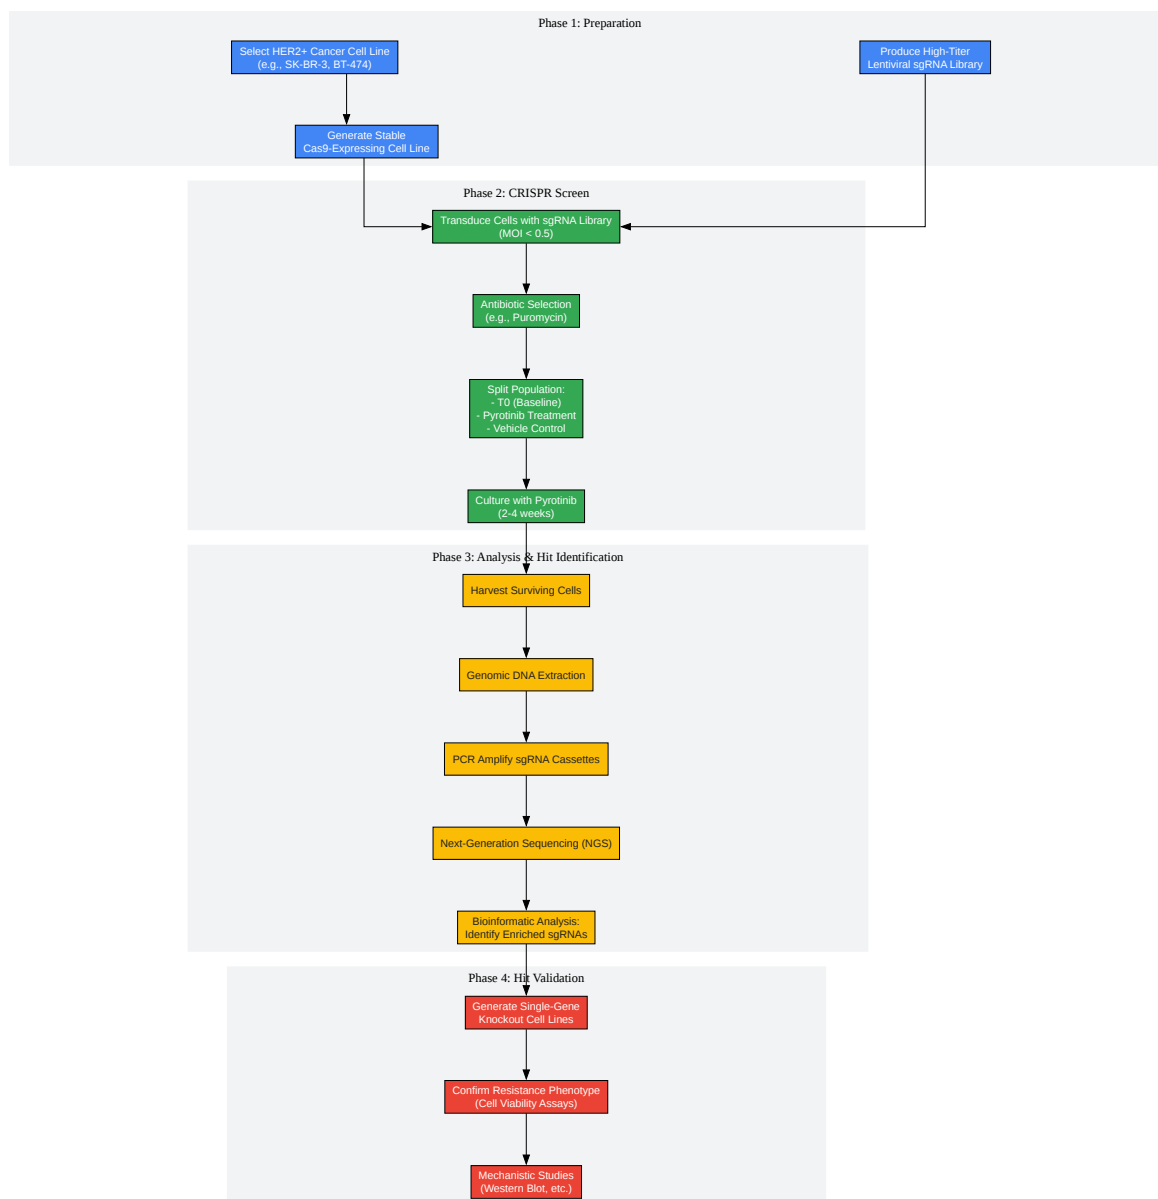 Phase 1: Preparation
Select HER2+ Cancer Cell Line
(e.g., SK-BR-3, BT-474)
Produce High-Titer
Lentiviral sgRNA Library
Generate Stable
Cas9-Expressing Cell Line
Phase 2: CRISPR Screen
Transduce Cells with sgRNA Library
(MOI < 0.5)
Antibiotic Selection
(e.g., Puromycin)
Split Population:
- T0 (Baseline)
- Pyrotinib Treatment
- Vehicle Control
Culture with Pyrotinib
(2-4 weeks)
Phase 3: Analysis & Hit Identification
Harvest Surviving Cells
Genomic DNA Extraction
PCR Amplify sgRNA Cassettes
Next-Generation Sequencing (NGS)
Bioinformatic Analysis:
Identify Enriched sgRNAs
Phase 4: Hit Validation
Generate Single-Gene
Knockout Cell Lines
Confirm Resistance Phenotype
(Cell Viability Assays)
Mechanistic Studies
(Western Blot, etc.)